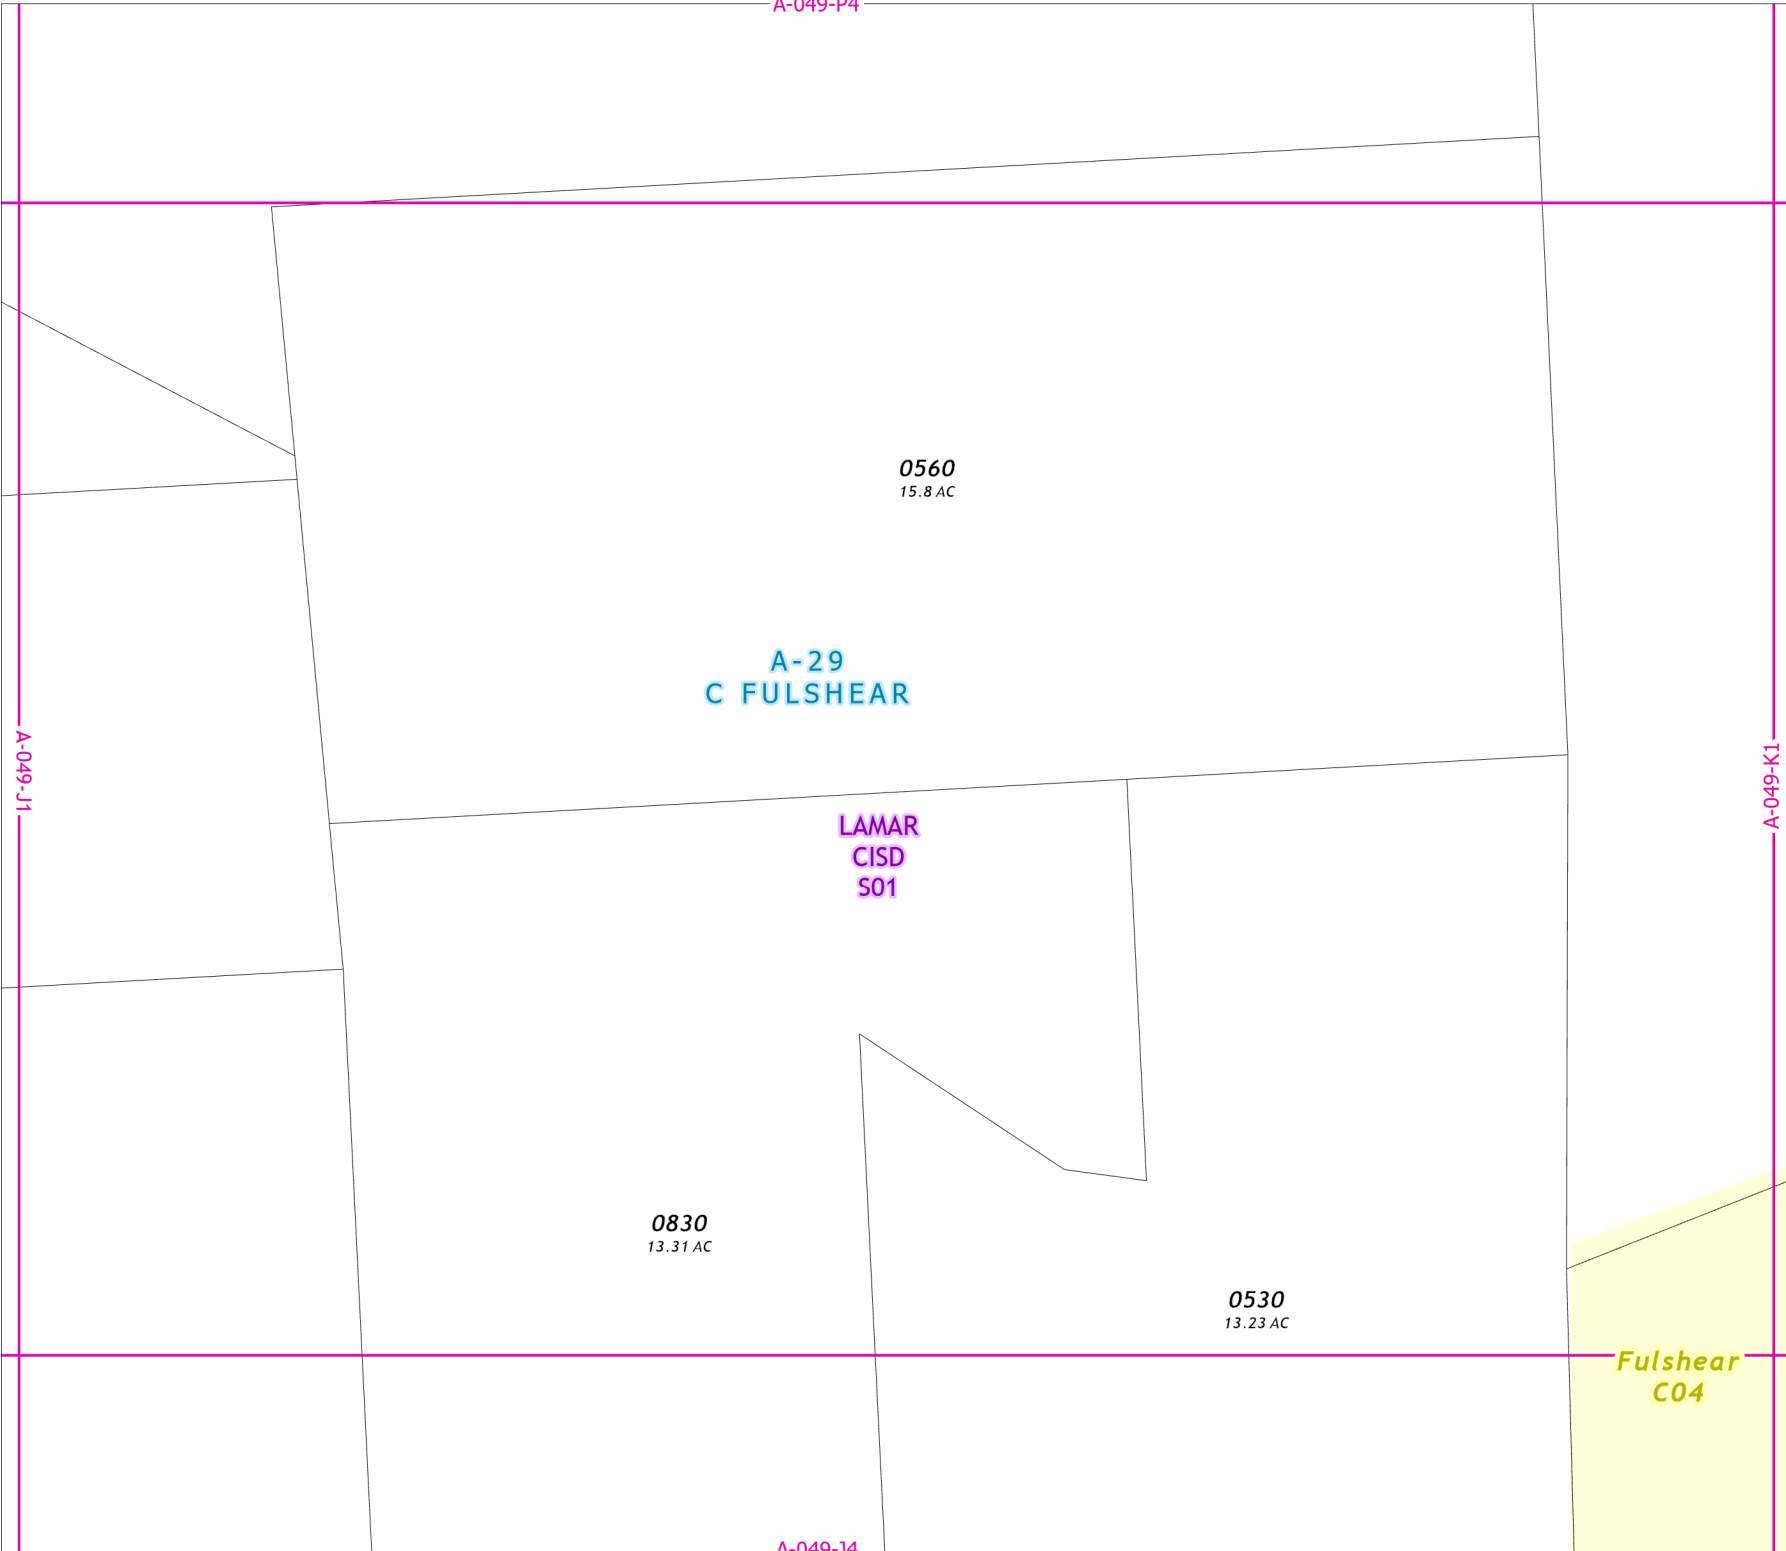 A-049-P4
0560
15.8 AC
A-29
C FULSHEAR
A-049-J1
A-049-K1
LAMAR
CISD
S01
0830
13.31 AC
0530
13.23 AC
Fulshear
C04
A-049-J4